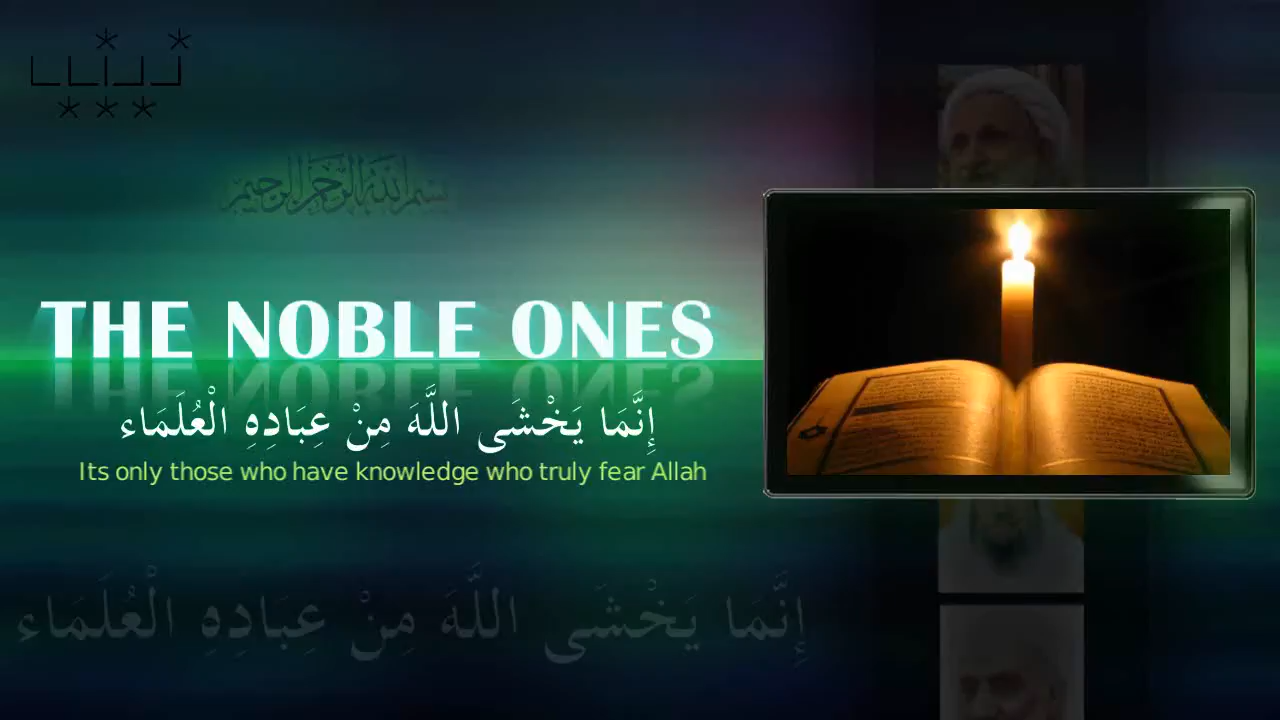 بسم الله الرحمن الرحيم
THE NOBLE ONES
إِنَّمَا يَخْشَى اللَّهَ مِنْ عِبَادِهِ الْعُلَمَاء
Its only those who have knowledge who truly fear Allah
إِنَّمَا يَخْشَى اللَّهَ مِنْ عِبَادِهِ الْعُلَمَاء